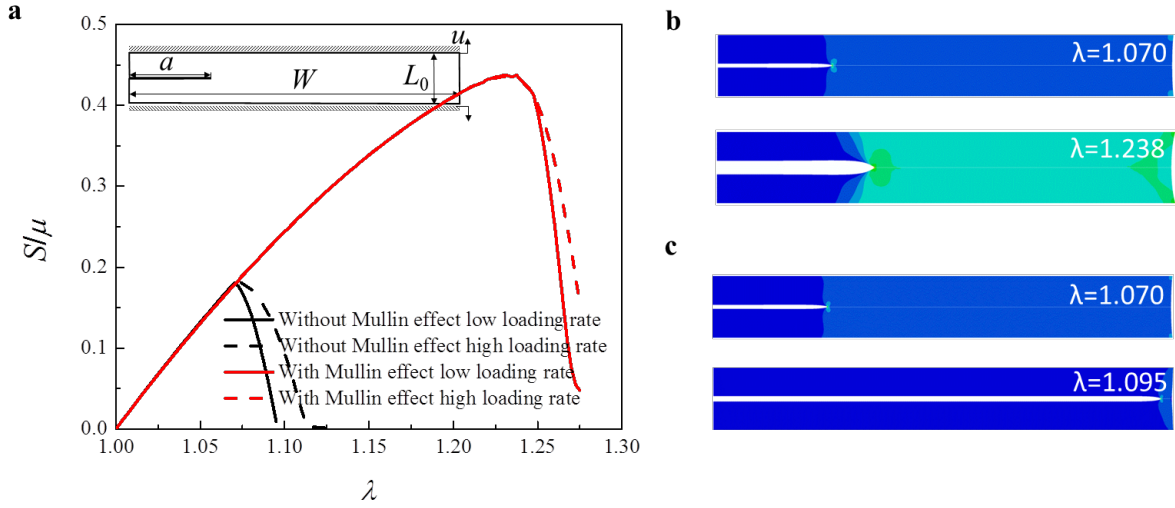 a
0.5
0.4
0.3
0.2
0.1
0.0
S/μ
1.00
1.05
1.10
1.15
1.20
1.25
1.30
λ
a
W
L0
u
Without Mullin effect low loading rate
Without Mullin effect high loading rate
With Mullin effect low loading rate
With Mullin effect high loading rate
b
λ=1.070
λ=1.238
c
λ=1.070
λ=1.095